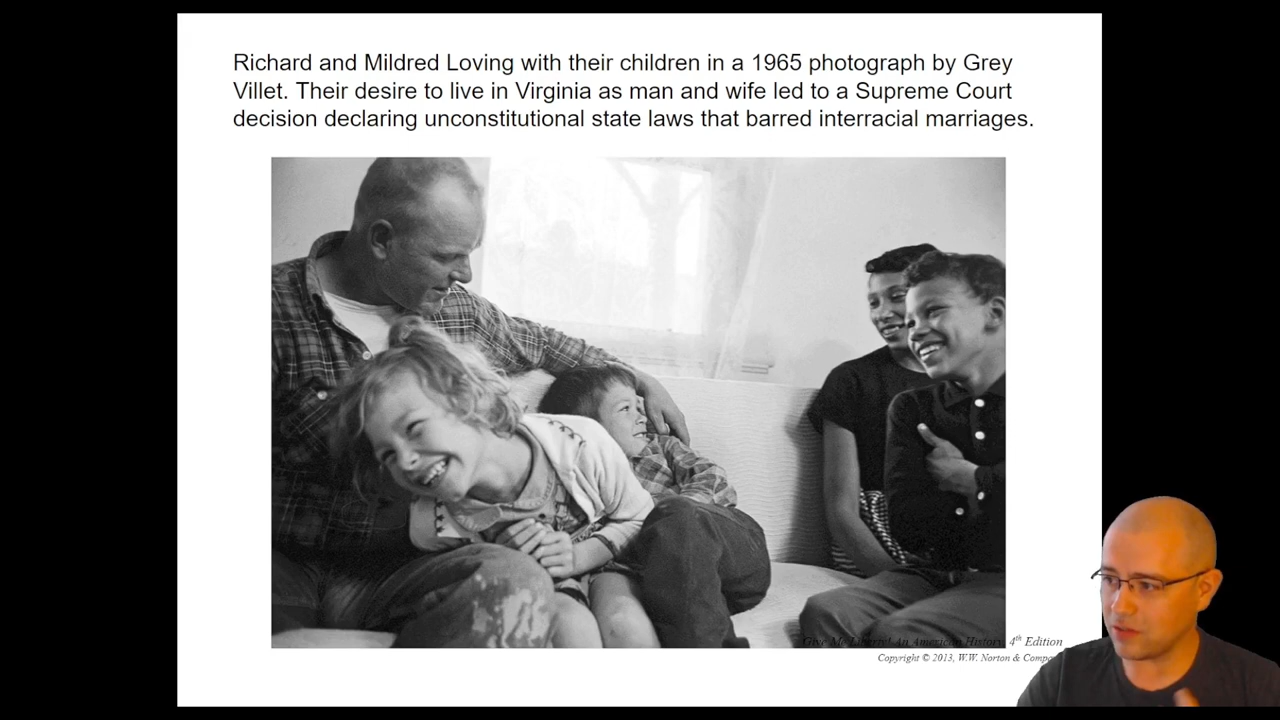 Richard and Mildred Loving with their children in a 1965 photograph by Grey
Villet. Their desire to live in Virginia as man and wife led to a Supreme Court
decision declaring unconstitutional state laws that barred interracial marriages.
Give Me Liberty! An American History, 4th Edition
Copyright © 2013, W.W. Norton &